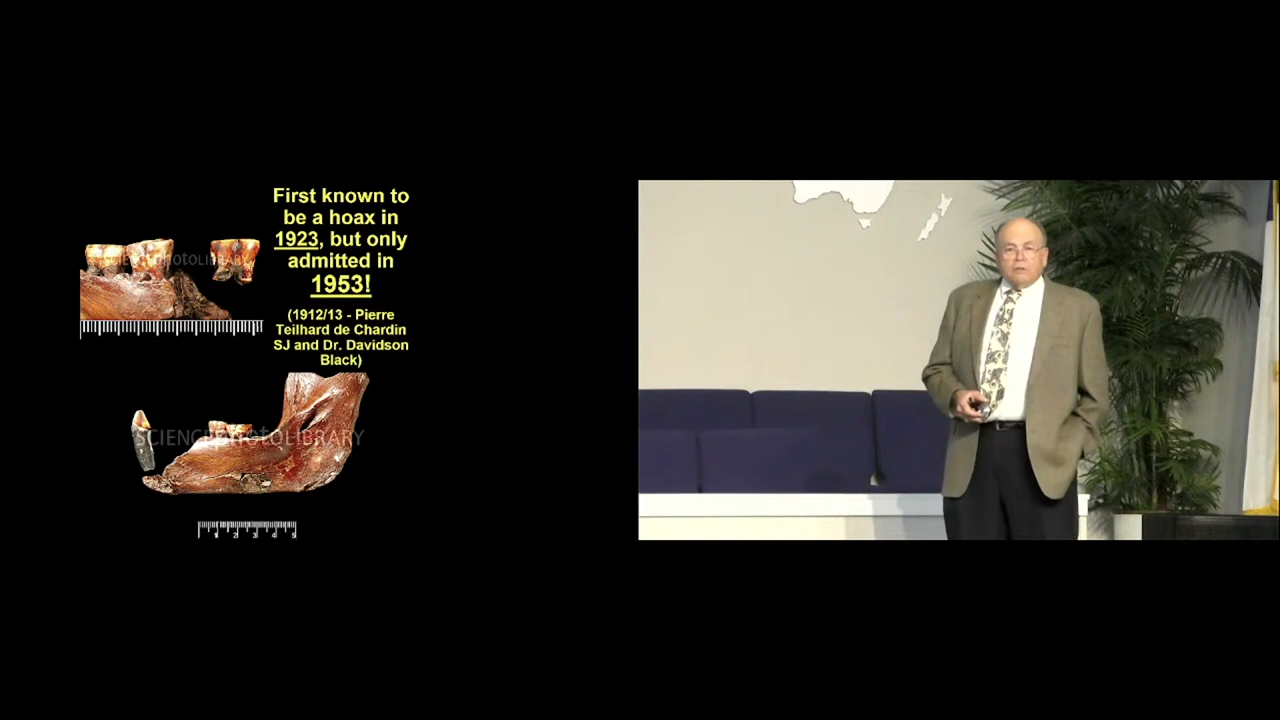 First known to
be a hoax in
1923, but only
admitted in
1953!
(1912/13 - Pierre
Teilhard de Chardin
SJ and Dr. Davidson
Black)
SCIENCEPHOTOLIBRARY
SCIENCEPHOTOLIBRARY